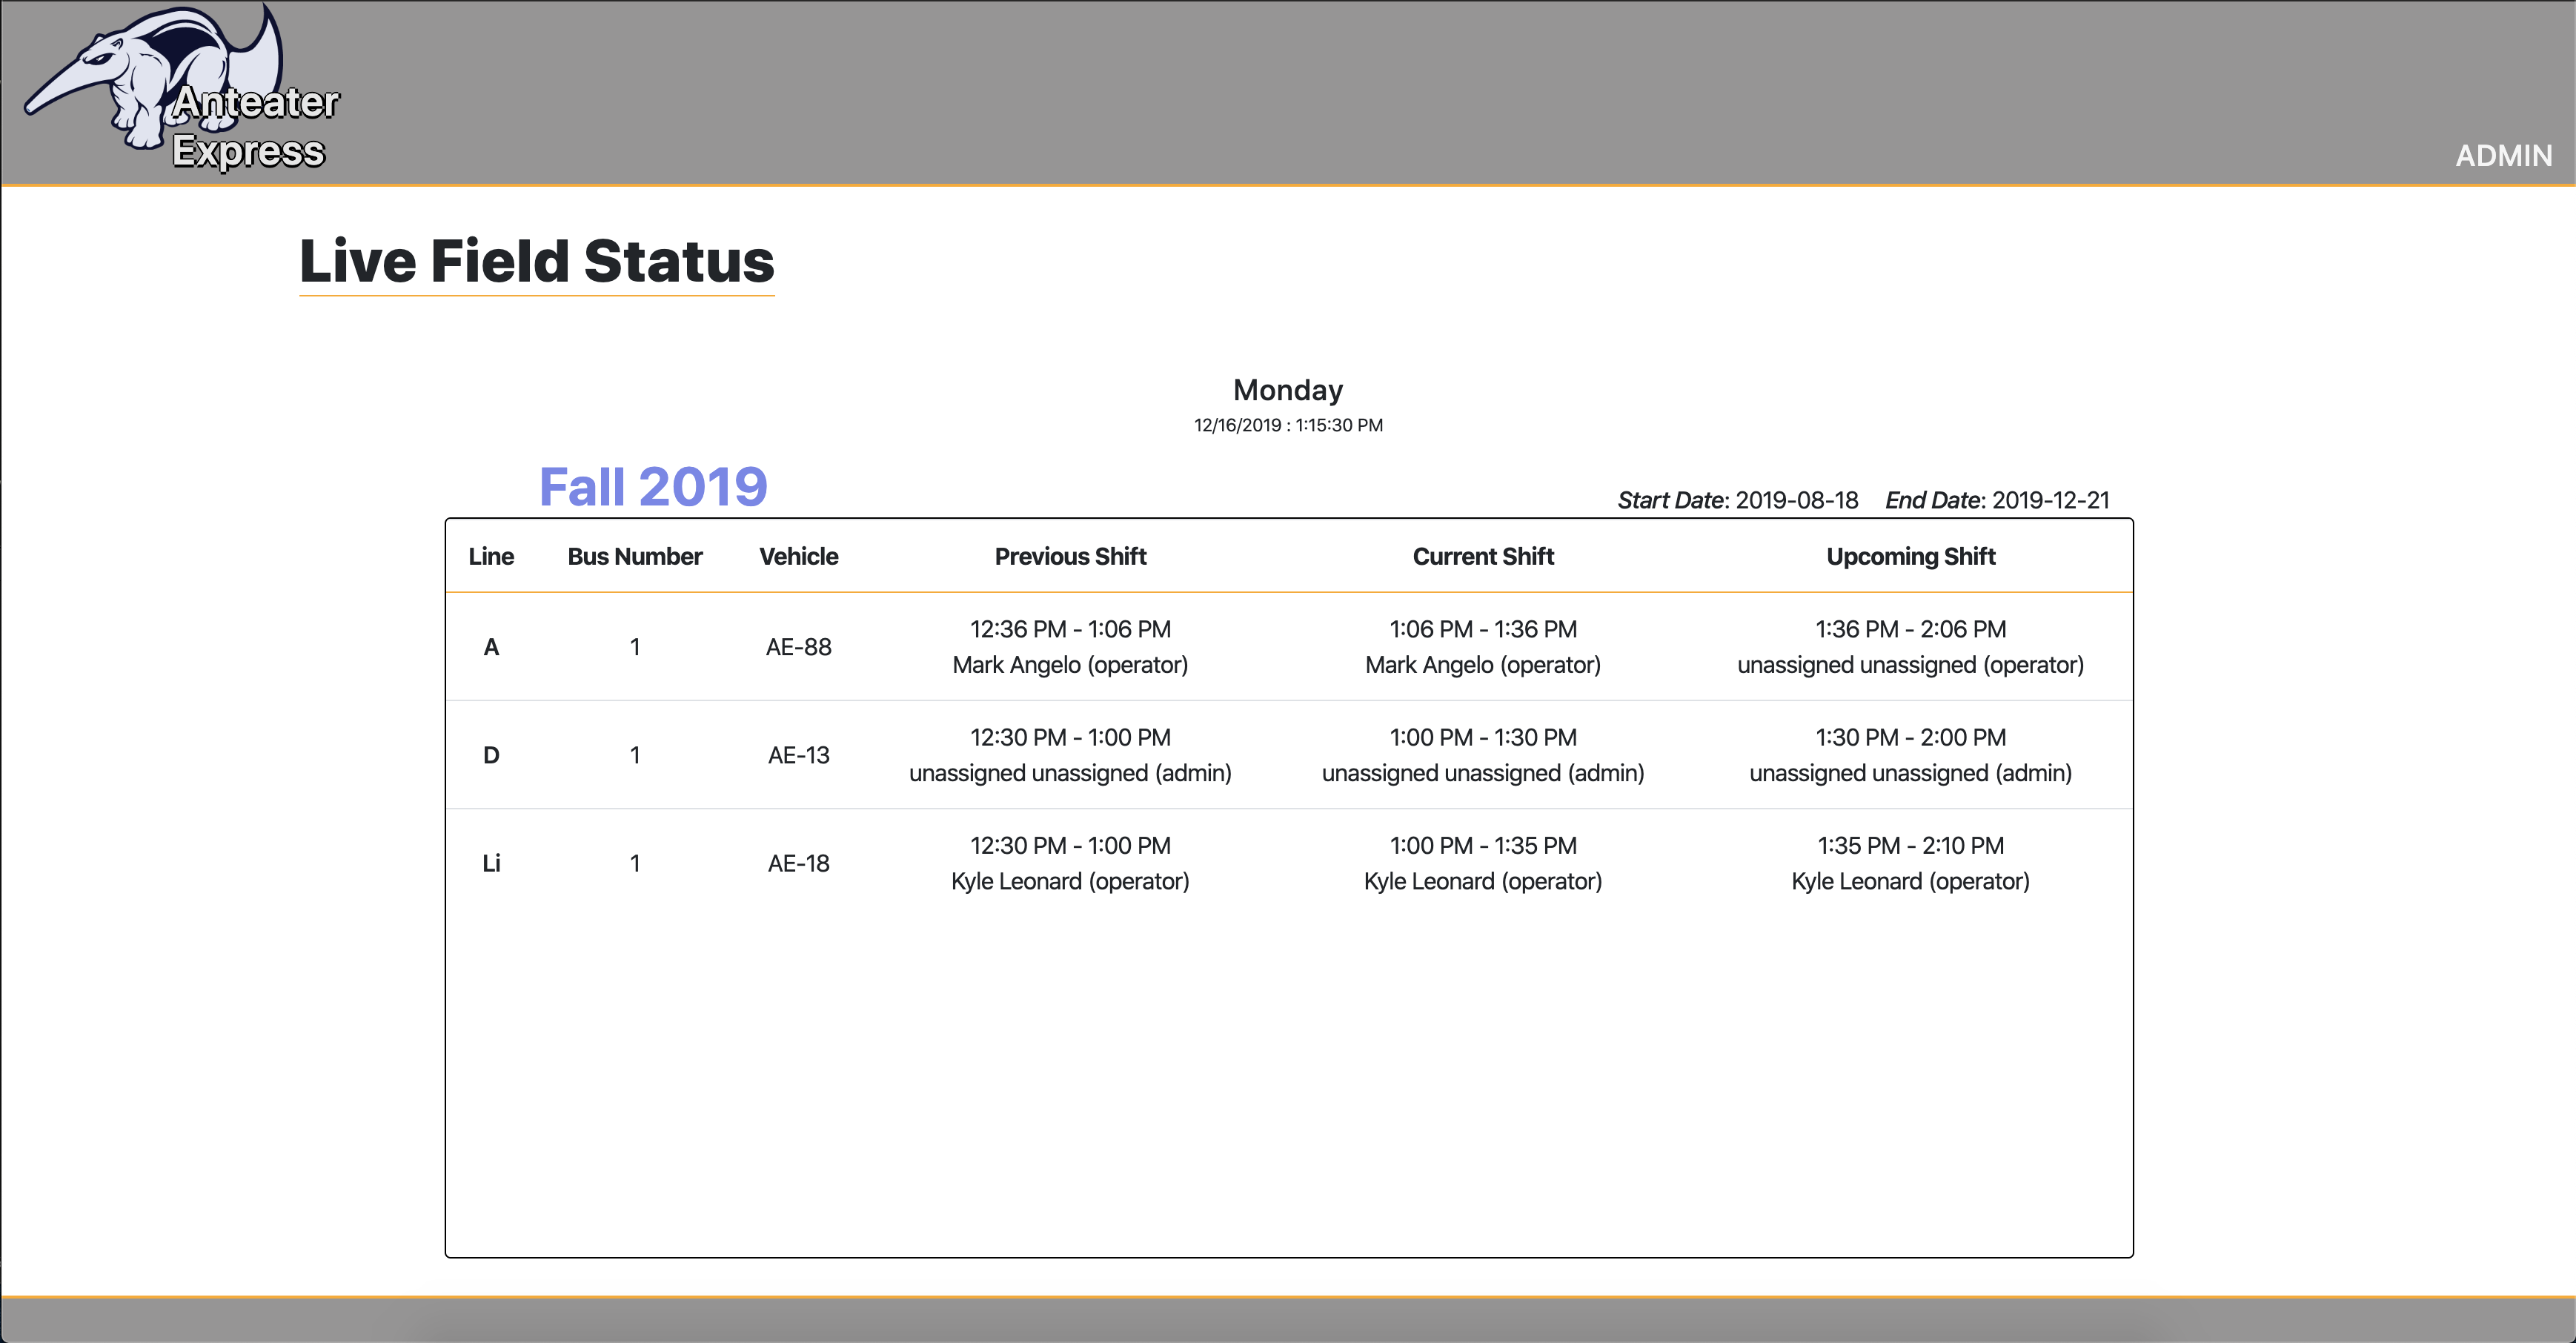 Anteater
Express
ADMIN
Live Field Status
Monday
12/16/2019 : 1:15:30 PM
Fall 2019
Start Date: 2019-08-18 End Date: 2019-12-21
Line Bus Number Vehicle Previous Shift Current Shift Upcoming Shift
A 1 AE-88 12:36 PM - 1:06 PM 1:06 PM - 1:36 PM 1:36 PM - 2:06 PM
Mark Angelo (operator) Mark Angelo (operator) unassigned unassigned (operator)
D 1 AE-13 12:30 PM - 1:00 PM 1:00 PM - 1:30 PM 1:30 PM - 2:00 PM
unassigned unassigned (admin) unassigned unassigned (admin) unassigned unassigned (admin)
Li 1 AE-18 12:30 PM - 1:00 PM 1:00 PM - 1:35 PM 1:35 PM - 2:10 PM
Kyle Leonard (operator) Kyle Leonard (operator) Kyle Leonard (operator)